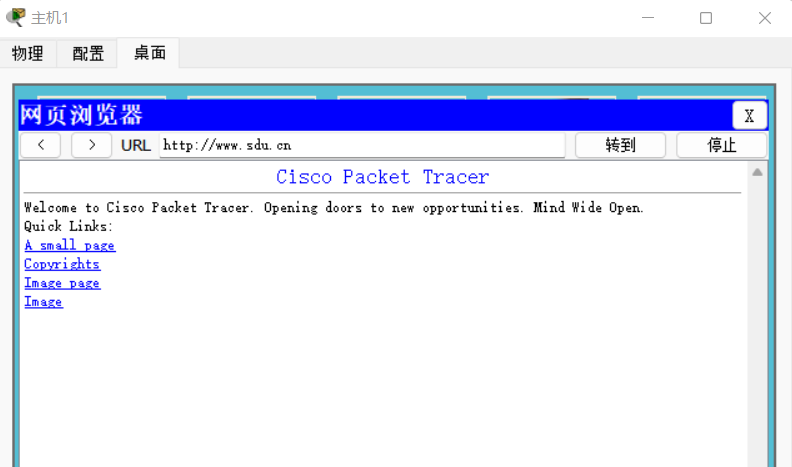 主机1
物理 配置 桌面
网页浏览器 X
< > URL http://www.sdu.cn 转到 停止
Cisco Packet Tracer
Welcome to Cisco Packet Tracer. Opening doors to new opportunities. Mind Wide Open.
Quick Links:
A small page
Copyrights
Image page
Image